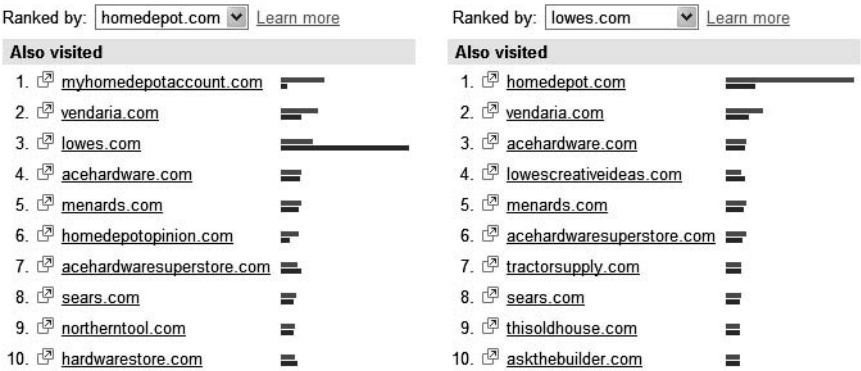 Ranked by: homedepot.com Learn more
Also visited
1. myhomedepotaccount.com
2. vendaria.com
3. lowes.com
4. acehardware.com
5. menards.com
6. homedepotopinion.com
7. acehardwaresuperstore.com
8. sears.com
9. northerntool.com
10. hardwarestore.com
Ranked by: lowes.com Learn more
Also visited
1. homedepot.com
2. vendaria.com
3. acehardware.com
4. lowescreativeideas.com
5. menards.com
6. acehardwaresuperstore.com
7. tractorsupply.com
8. sears.com
9. thisoldhouse.com
10. askthebuilder.com